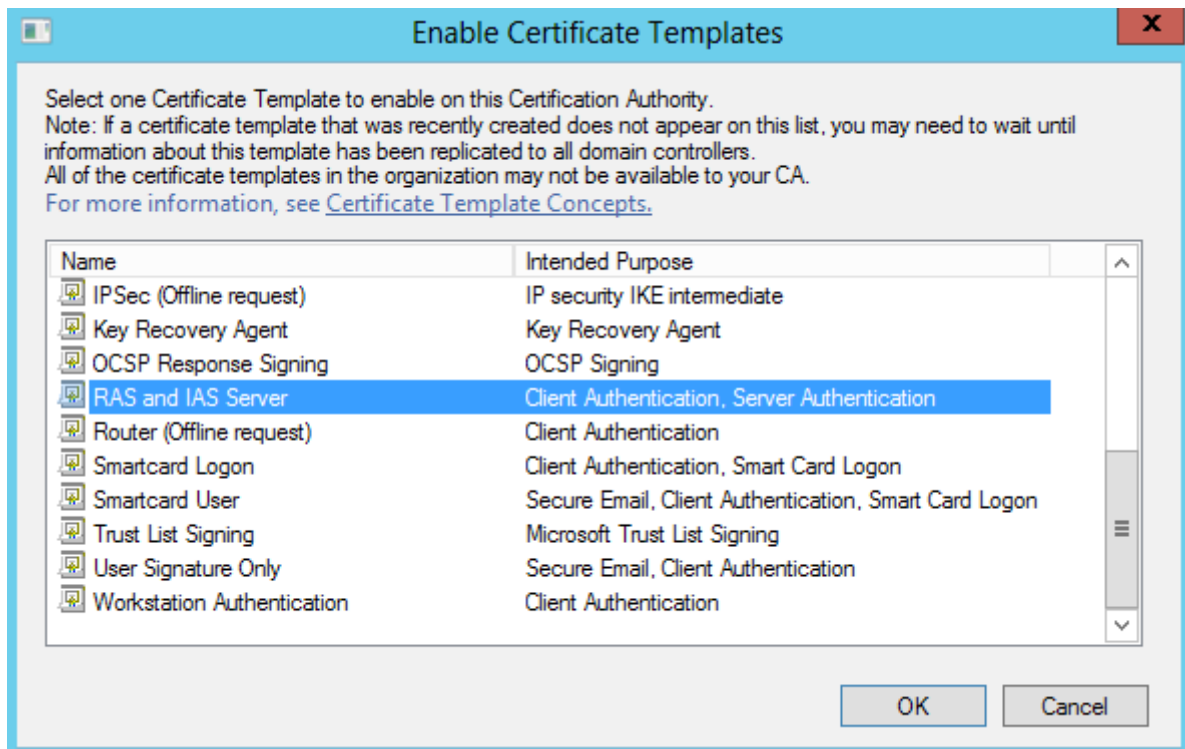 Enable Certificate Templates
x
Select one Certificate Template to enable on this Certification Authority.
Note: If a certificate template that was recently created does not appear on this list, you may need to wait until
information about this template has been replicated to all domain controllers.
All of the certificate templates in the organization may not be available to your CA.
For more information, see Certificate Template Concepts.
Name Intended Purpose
IPSec (Offline request) IP security IKE intermediate
Key Recovery Agent Key Recovery Agent
OCSP Response Signing OCSP Signing
RAS and IAS Server Client Authentication, Server Authentication
Router (Offline request) Client Authentication
Smartcard Logon Client Authentication, Smart Card Logon
Smartcard User Secure Email, Client Authentication, Smart Card Logon
Trust List Signing Microsoft Trust List Signing
User Signature Only Secure Email, Client Authentication
Workstation Authentication Client Authentication
OK Cancel